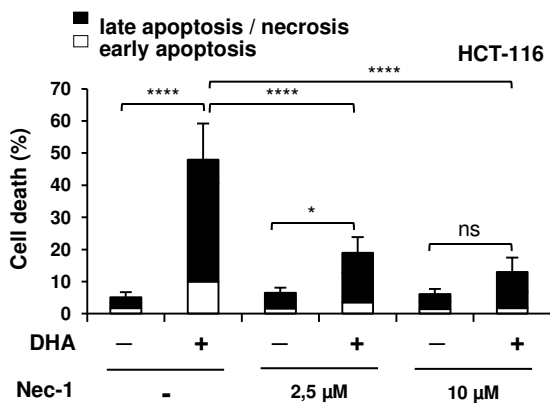 late apoptosis / necrosis
early apoptosis
HCT-116
Cell death (%)
70
60
50
40
30
20
10
0
****
****
****
*
ns
DHA — + — + — +
Nec-1 - 2,5 µM 10 µM